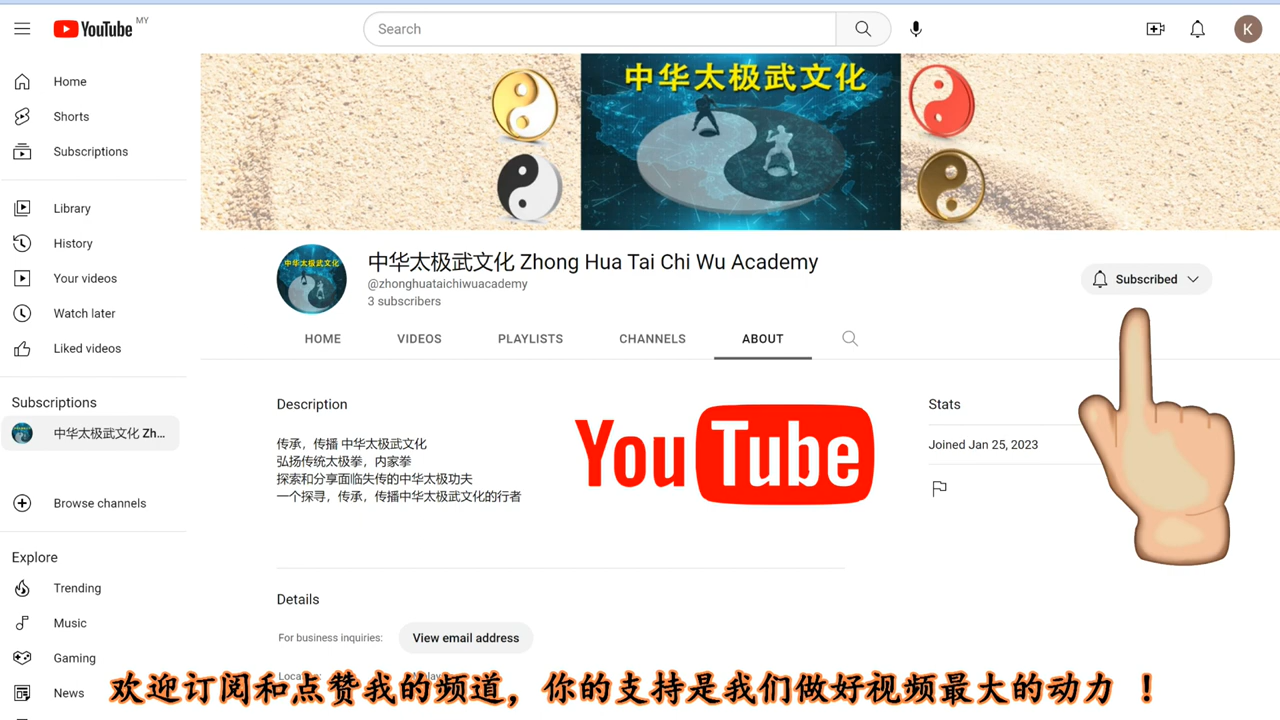 YouTube MY
Search
K
Home
Shorts
Subscriptions
Library
History
Your videos
Watch later
Liked videos
Subscriptions
中华太极武文化 Zh...
Browse channels
Explore
Trending
Music
Gaming
News
中华太极武文化
中华太极武文化
中华太极武文化 Zhong Hua Tai Chi Wu Academy
@zhonghuataichiwuacademy
3 subscribers
Subscribed
HOME VIDEOS PLAYLISTS CHANNELS ABOUT
Description
传承，传播 中华太极武文化
弘扬传统太极拳，内家拳
探索和分享面临失传的中华太极功夫
一个探寻，传承，传播中华太极武文化的行者
YouTube
Stats
Joined Jan 25, 2023
Details
For business inquiries: View email address
欢迎订阅和点赞我的频道，你的支持是我们做好视频最大的动力 ！